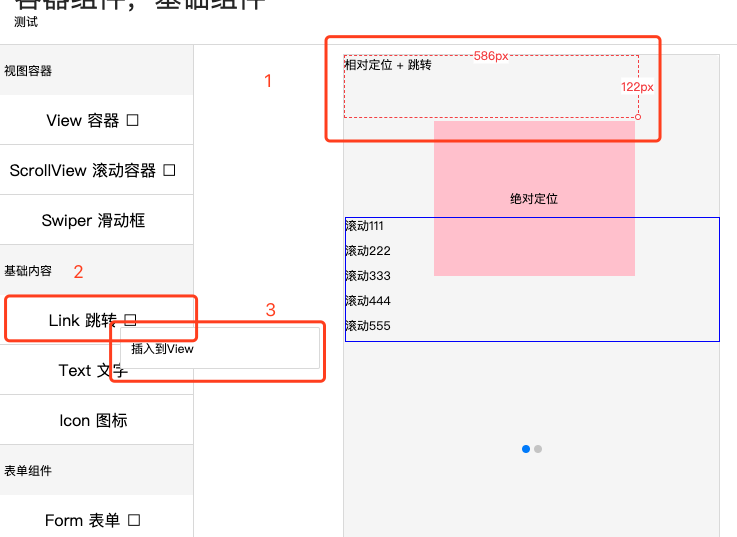 容器组件，基础组件
测试
视图容器
View 容器 □
ScrollView 滚动容器 □
Swiper 滑动框
基础内容
2
Link 跳转 □
Text 文字
Icon 图标
表单组件
Form 表单 □
1
3
插入到View
相对定位 + 跳转
586px
122px
绝对定位
滚动111
滚动222
滚动333
滚动444
滚动555